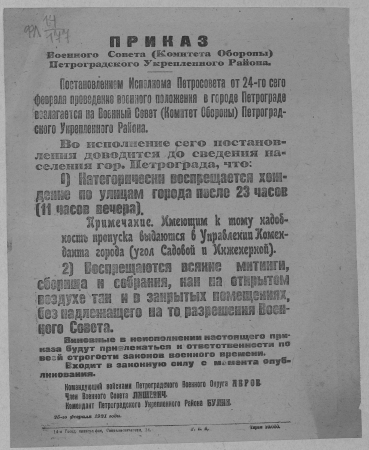 ПРИКАЗ
Военного Совета (Комитета Обороны)
Петроградского Укрепленного Района.
Постановлением Исполкома Петросовета от 24-го сего
февраля проведение военного положения в городе Петрограде
возлагается на Военный Совет (Комитет Обороны) Петроград-
ского Укрепленного Района.
Во исполнение сего постанов-
ления доводится до сведения на-
селения гор. Петрограда, что:
1) Категорически воспрещается хож-
дение по улицам города после 23 часов
(11 часов вечера).
Примечание. Имеющим к тому надоб-
ность пропуска выдаются в Управлении Комен-
данта города (угол Садовой и Инженерной).
2) Воспрещаются всякие митинги,
сборища и собрания, как на открытом
воздухе так и в закрытых помещениях,
без надлежащего на то разрешения Воен-
ного Совета.
Виновные в неисполнении настоящего при-
каза будут привлекаться к ответственности по
всей строгости законов военного времени.
Входит в законную силу с момента опуб-
ликования.
Командующий войсками Петроградского Военного Округа АВРОВ.
Член Военного Совета ЛАШЕВИЧ.
Комендант Петроградского Укрепленного Района БУЛИН.
февраля 1921 года.